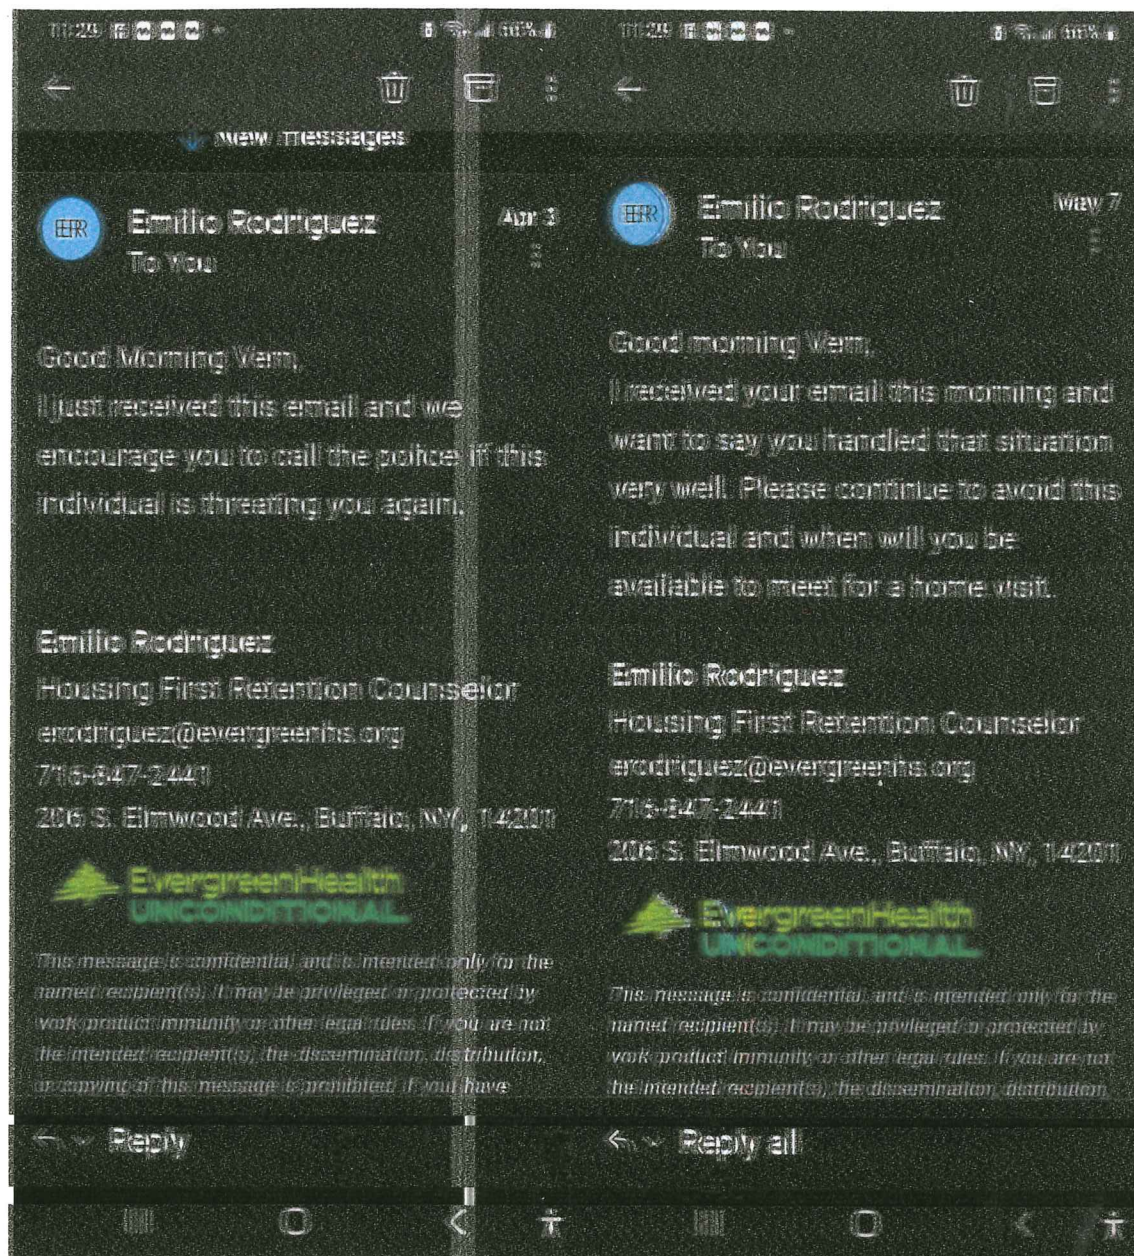 11:29
66%
New messages
ER
Emilio Rodriguez
Apr 3
To You
Good Morning Vern,
I just received this email and we
encourage you to call the police if this
individual is threating you again.
Emilio Rodriguez
Housing First Retention Counselor
erodriguez@evergreenhs.org
716-847-2441
206 S. Elmwood Ave., Buffalo, NY, 14201
EvergreenHealth
UNCONDITIONAL.
This message is confidential and is intended only for the
named recipient(s). It may be privileged or protected by
work product immunity or other legal rules. If you are not
the intended recipient(s), the dissemination, distribution,
or copying of this message is prohibited. If you have
Reply
11:29
66%
ER
Emilio Rodriguez
May 7
To You
Good morning Vern,
I received your email this morning and
want to say you handled that situation
very well. Please continue to avoid this
individual and when will you be
available to meet for a home visit.
Emilio Rodriguez
Housing First Retention Counselor
erodriguez@evergreenhs.org
716-847-2441
206 S. Elmwood Ave., Buffalo, NY, 14201
EvergreenHealth
UNCONDITIONAL.
This message is confidential and is intended only for the
named recipient(s). It may be privileged or protected by
work product immunity or other legal rules. If you are not
the intended recipient(s), the dissemination, distribution,
Reply all